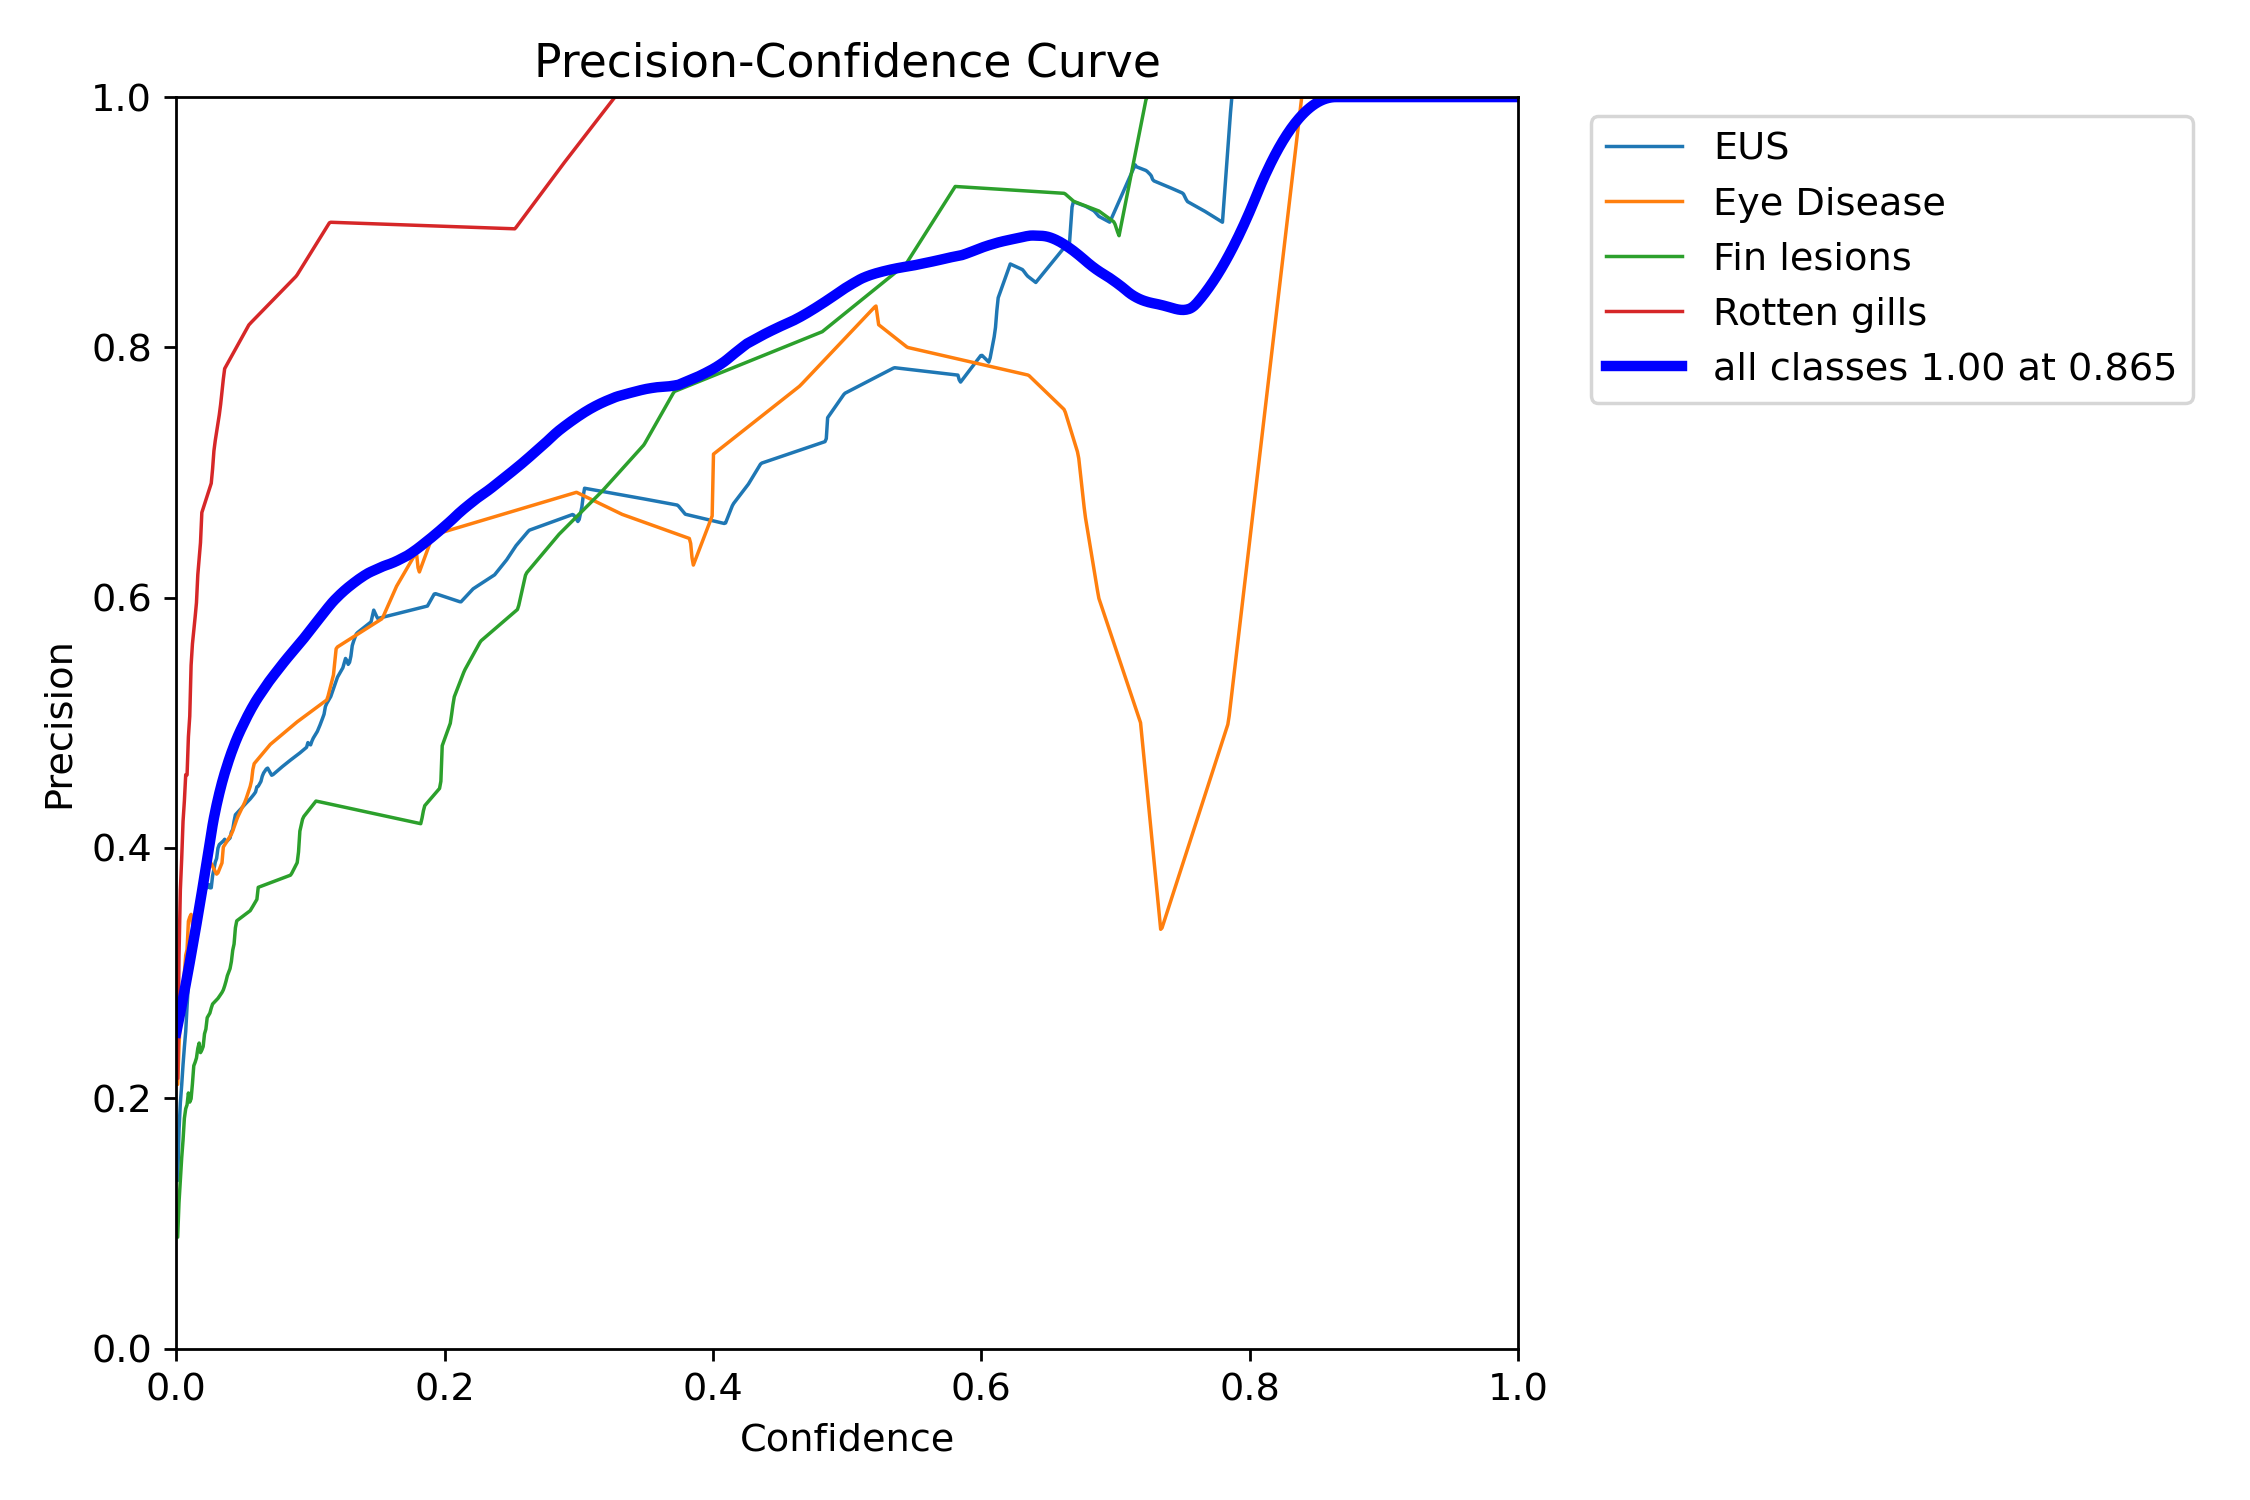 Precision-Confidence Curve
1.0
0.8
0.6
0.4
0.2
0.0
Precision
0.0 0.2 0.4 0.6 0.8 1.0
Confidence
EUS
Eye Disease
Fin lesions
Rotten gills
all classes 1.00 at 0.865